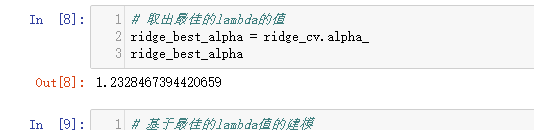 In [8]:
1 # 取出最佳的lambda的值
2 ridge_best_alpha = ridge_cv.alpha_
3 ridge_best_alpha
Out[8]: 1.2328467394420659
In [9]:
1 # 基于最佳的lambda值的建模